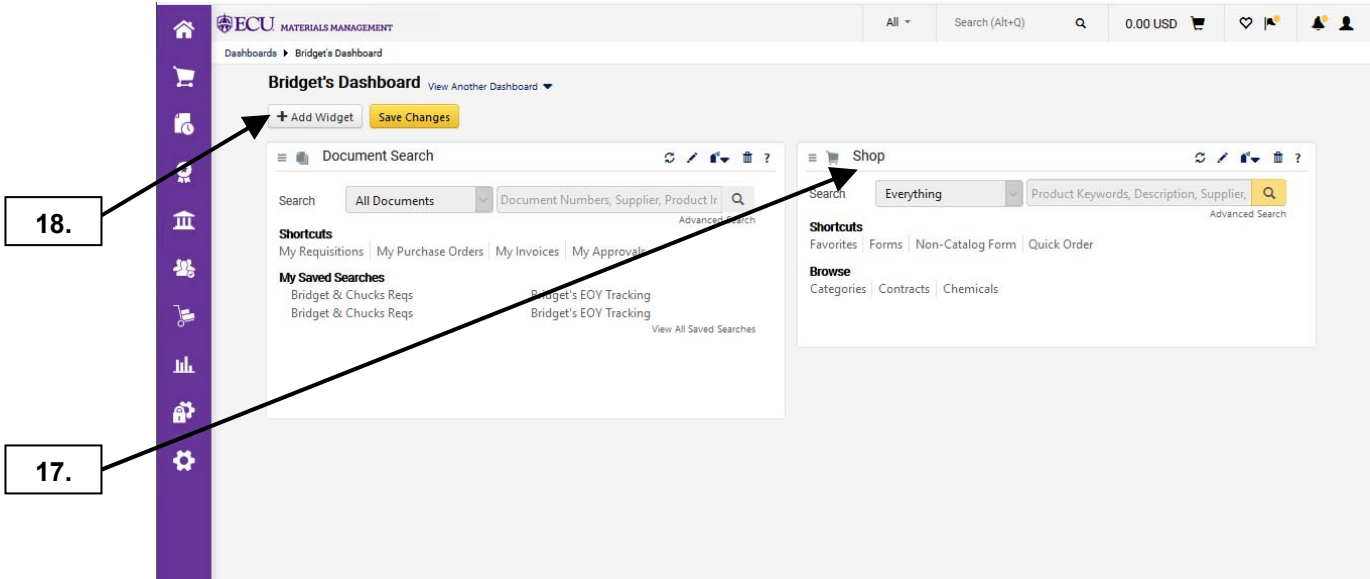 ECU MATERIALS MANAGEMENT
All Search (Alt+Q) 0.00 USD
Dashboards Bridget's Dashboard
Bridget's Dashboard View Another Dashboard
+ Add Widget Save Changes
Document Search ?
Search All Documents Document Numbers, Supplier, Product Ir
Advanced Search
Shortcuts
My Requisitions My Purchase Orders My Invoices My Approvals
My Saved Searches
Bridget & Chucks Reqs Bridget's EOY Tracking
Bridget & Chucks Reqs Bridget's EOY Tracking
View All Saved Searches
Shop ?
Search Everything Product Keywords, Description, Supplier,
Advanced Search
Shortcuts
Favorites Forms Non-Catalog Form Quick Order
Browse
Categories Contracts Chemicals
18.
17.